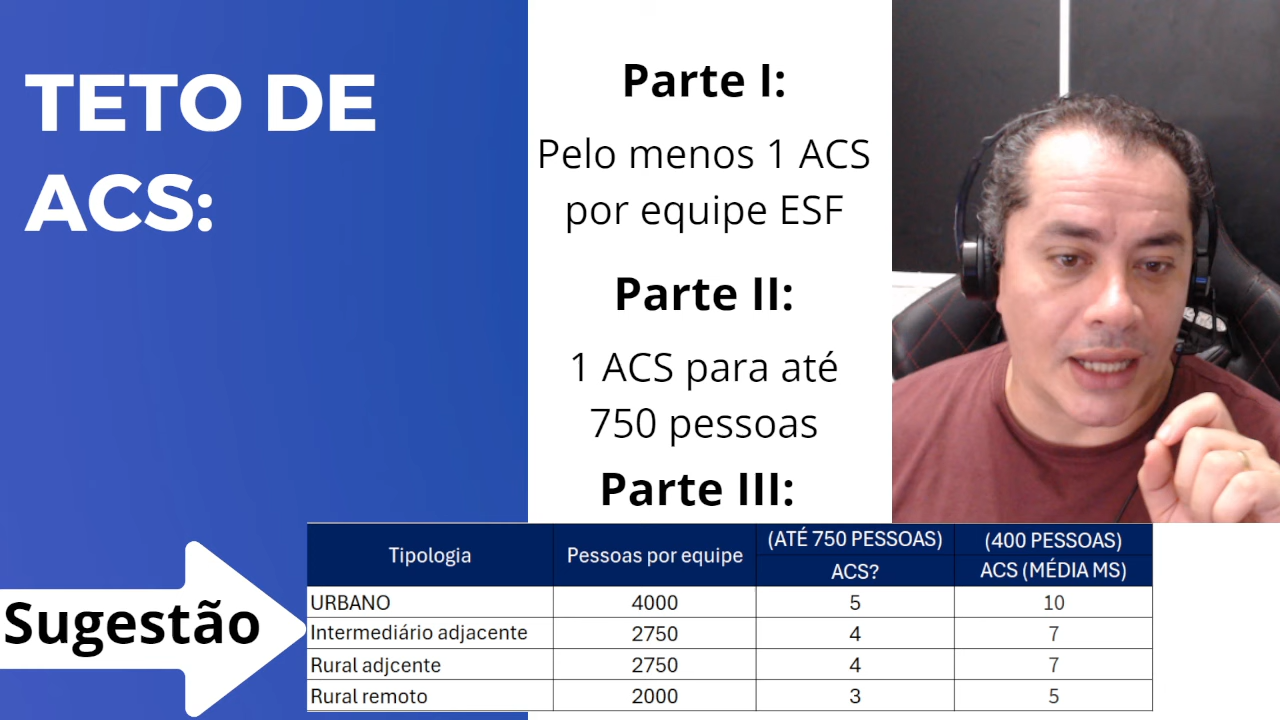 TETO DE
ACS:
Parte I:
Pelo menos 1 ACS
por equipe ESF
Parte II:
1 ACS para até
750 pessoas
Parte III:
Sugestão
Tipologia Pessoas por equipe (ATÉ 750 PESSOAS) (400 PESSOAS)
ACS? ACS (MÉDIA MS)
URBANO 4000 5 10
Intermediário adjacente 2750 4 7
Rural adjcente 2750 4 7
Rural remoto 2000 3 5